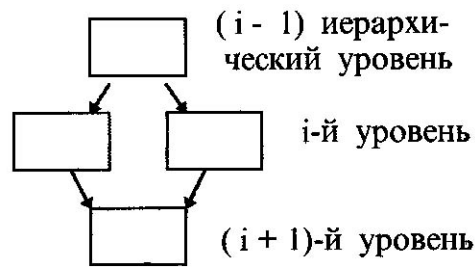 ( i - 1) иерархи-
ческий уровень
i-й уровень
( i + 1)-й уровень